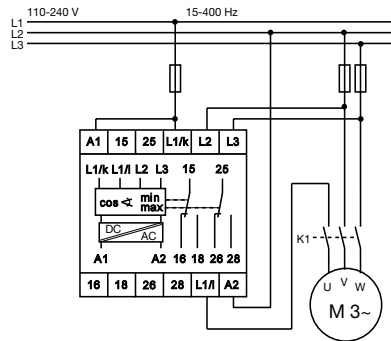 110-240 V 15-400 Hz
L1
L2
L3
A1 15 25 L1/k L2 L3
L1/k L1/l L2 L3 15 25
cos ∢ min
max
DC
AC
A1 A2 16 18 26 28
16 18 26 28 L1/l A2
K1
U V W
M 3~